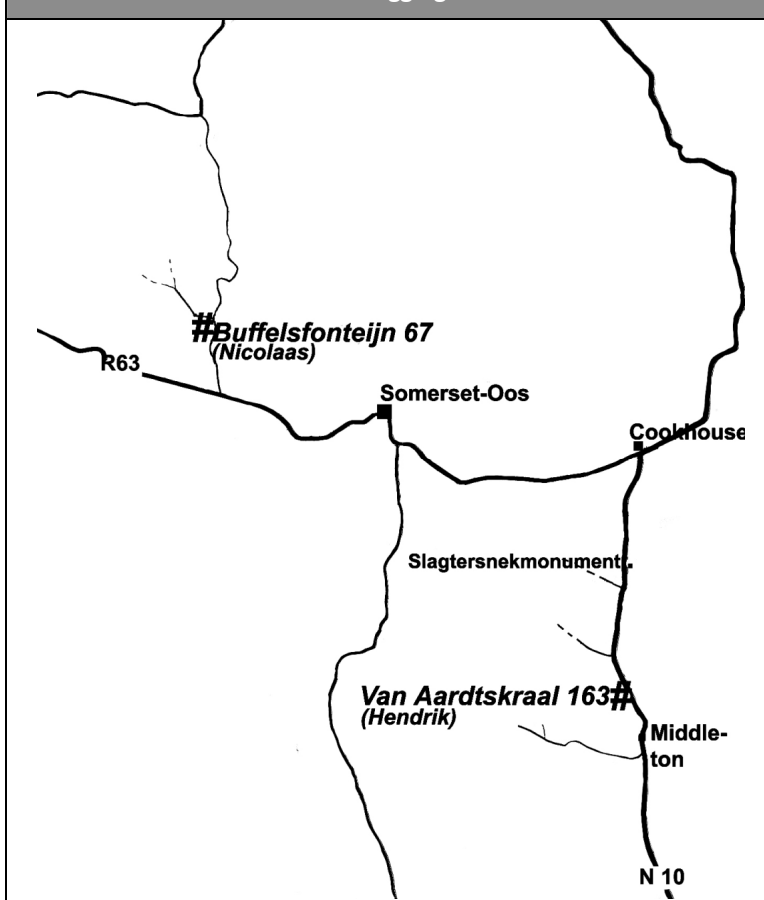 Buffelsfonteijn 67
(Nicolaas)
R63
Somerset-Oos
Cookhouse
Slagtersnekmonument
Van Aardtskraal 163
(Hendrik)
Middle-
ton
N 10